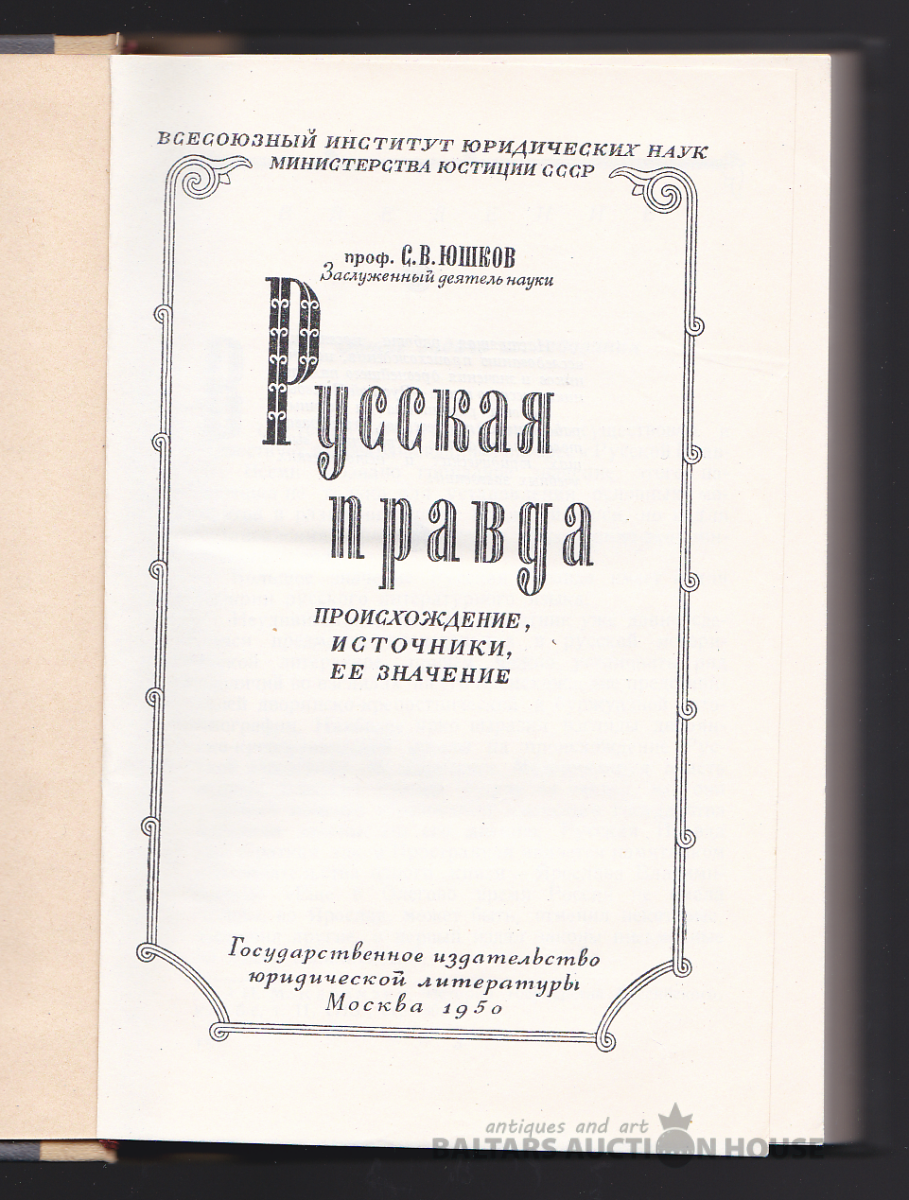 ВСЕСОЮЗНЫЙ ИНСТИТУТ ЮРИДИЧЕСКИХ НАУК
МИНИСТЕРСТВА ЮСТИЦИИ СССР
проф. С.В.ЮШКОВ
Заслуженный деятель науки
Русская
правда
ПРОИСХОЖДЕНИЕ,
ИСТОЧНИКИ,
ЕЕ ЗНАЧЕНИЕ
Государственное издательство
юридической литературы
Москва 1950
antiques and art
BALTARS AUCTION HOUSE